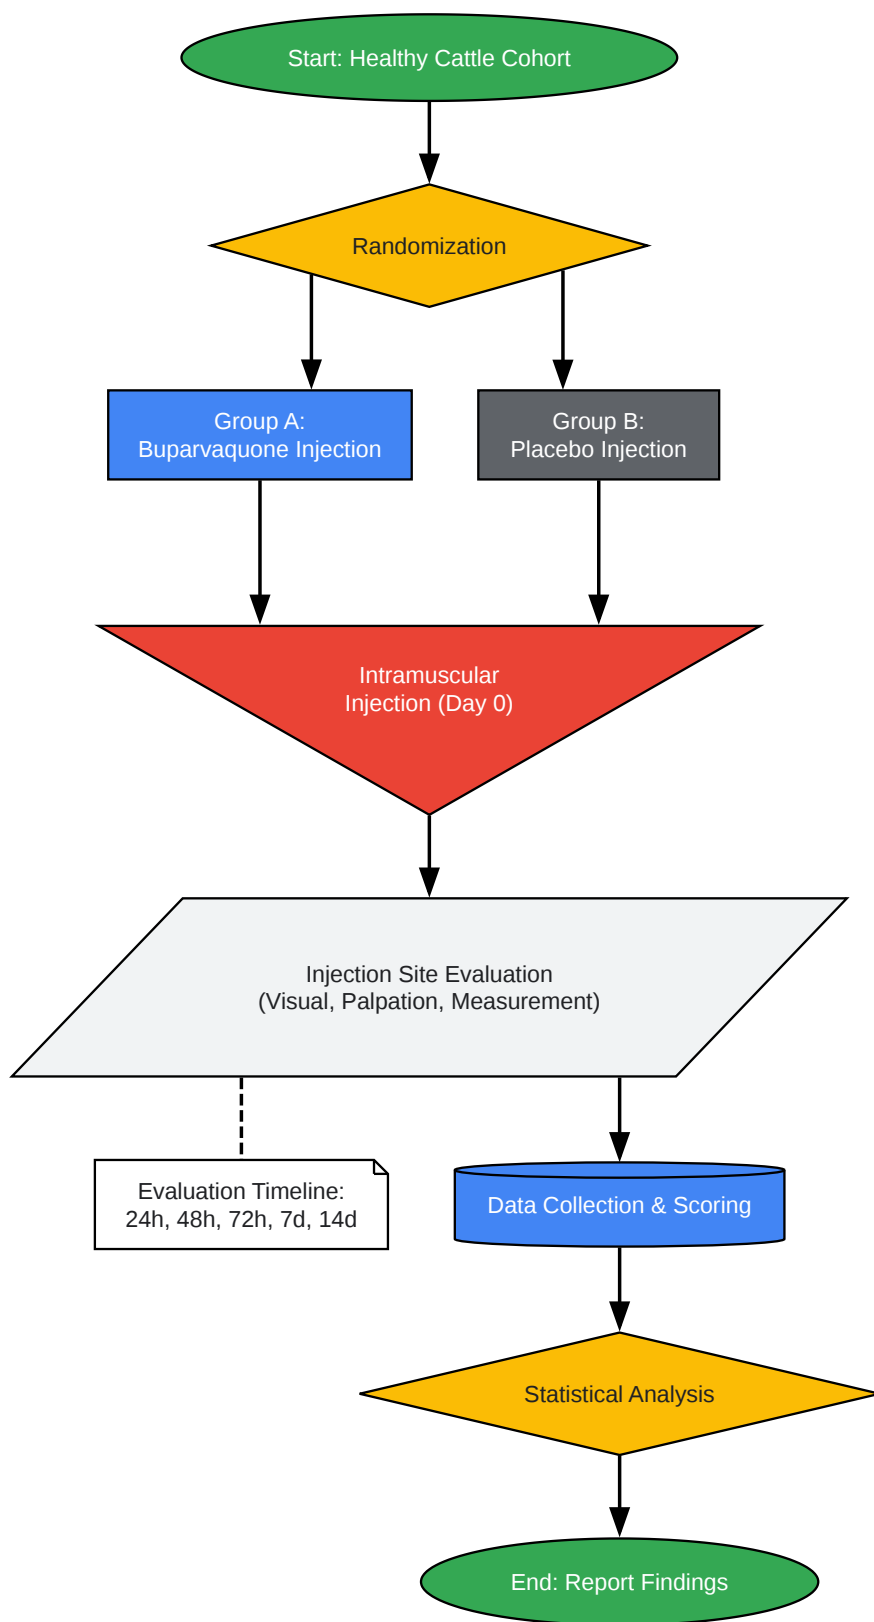 Start: Healthy Cattle Cohort
Randomization
Group A:
Buparvaquone Injection
Group B:
Placebo Injection
Intramuscular
Injection (Day 0)
Injection Site Evaluation
(Visual, Palpation, Measurement)
Evaluation Timeline:
24h, 48h, 72h, 7d, 14d
Data Collection & Scoring
Statistical Analysis
End: Report Findings